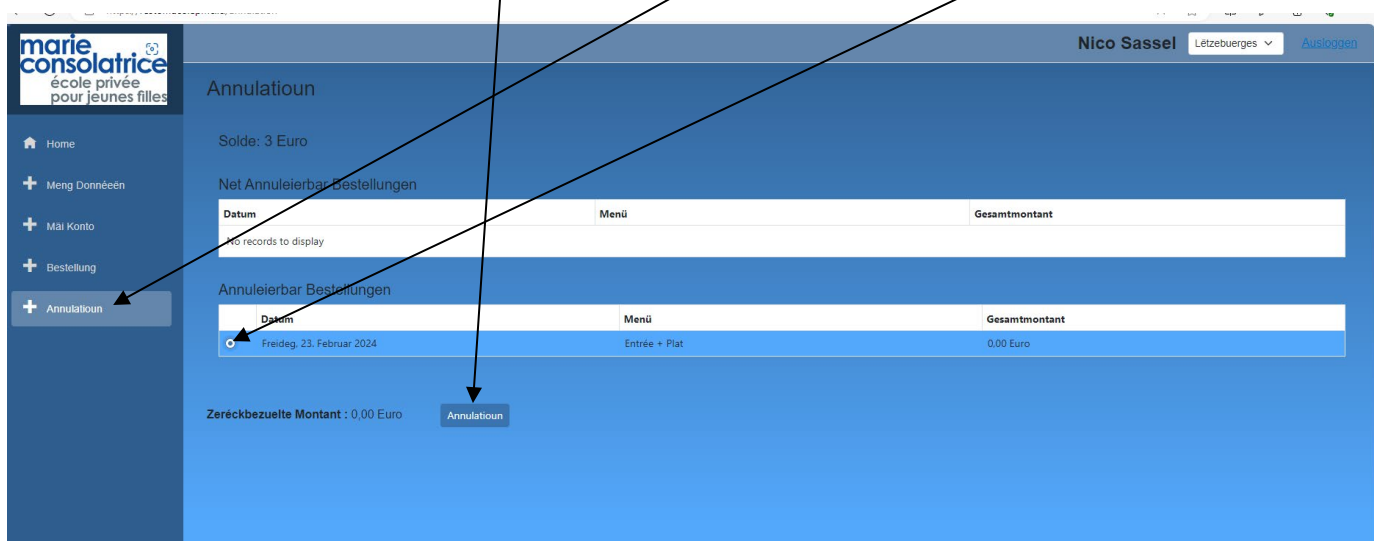 marie
consolatrice
école privée
pour jeunes filles
Nico Sassel
Lëtzebuerges
Ausloggen
Annulatioun
Home
Solde: 3 Euro
Meng Donnéeën
Net Annuleierbar Bestellungen
Datum Menü Gesamtmontant
Mäi Konto
No records to display
Bestellung
Annuleierbar Bestellungen
Annulatioun
Datum Menü Gesamtmontant
Freideg, 23. Februar 2024 Entrée + Plat 0.00 Euro
Zeréckbezuelte Montant : 0,00 Euro
Annulatioun